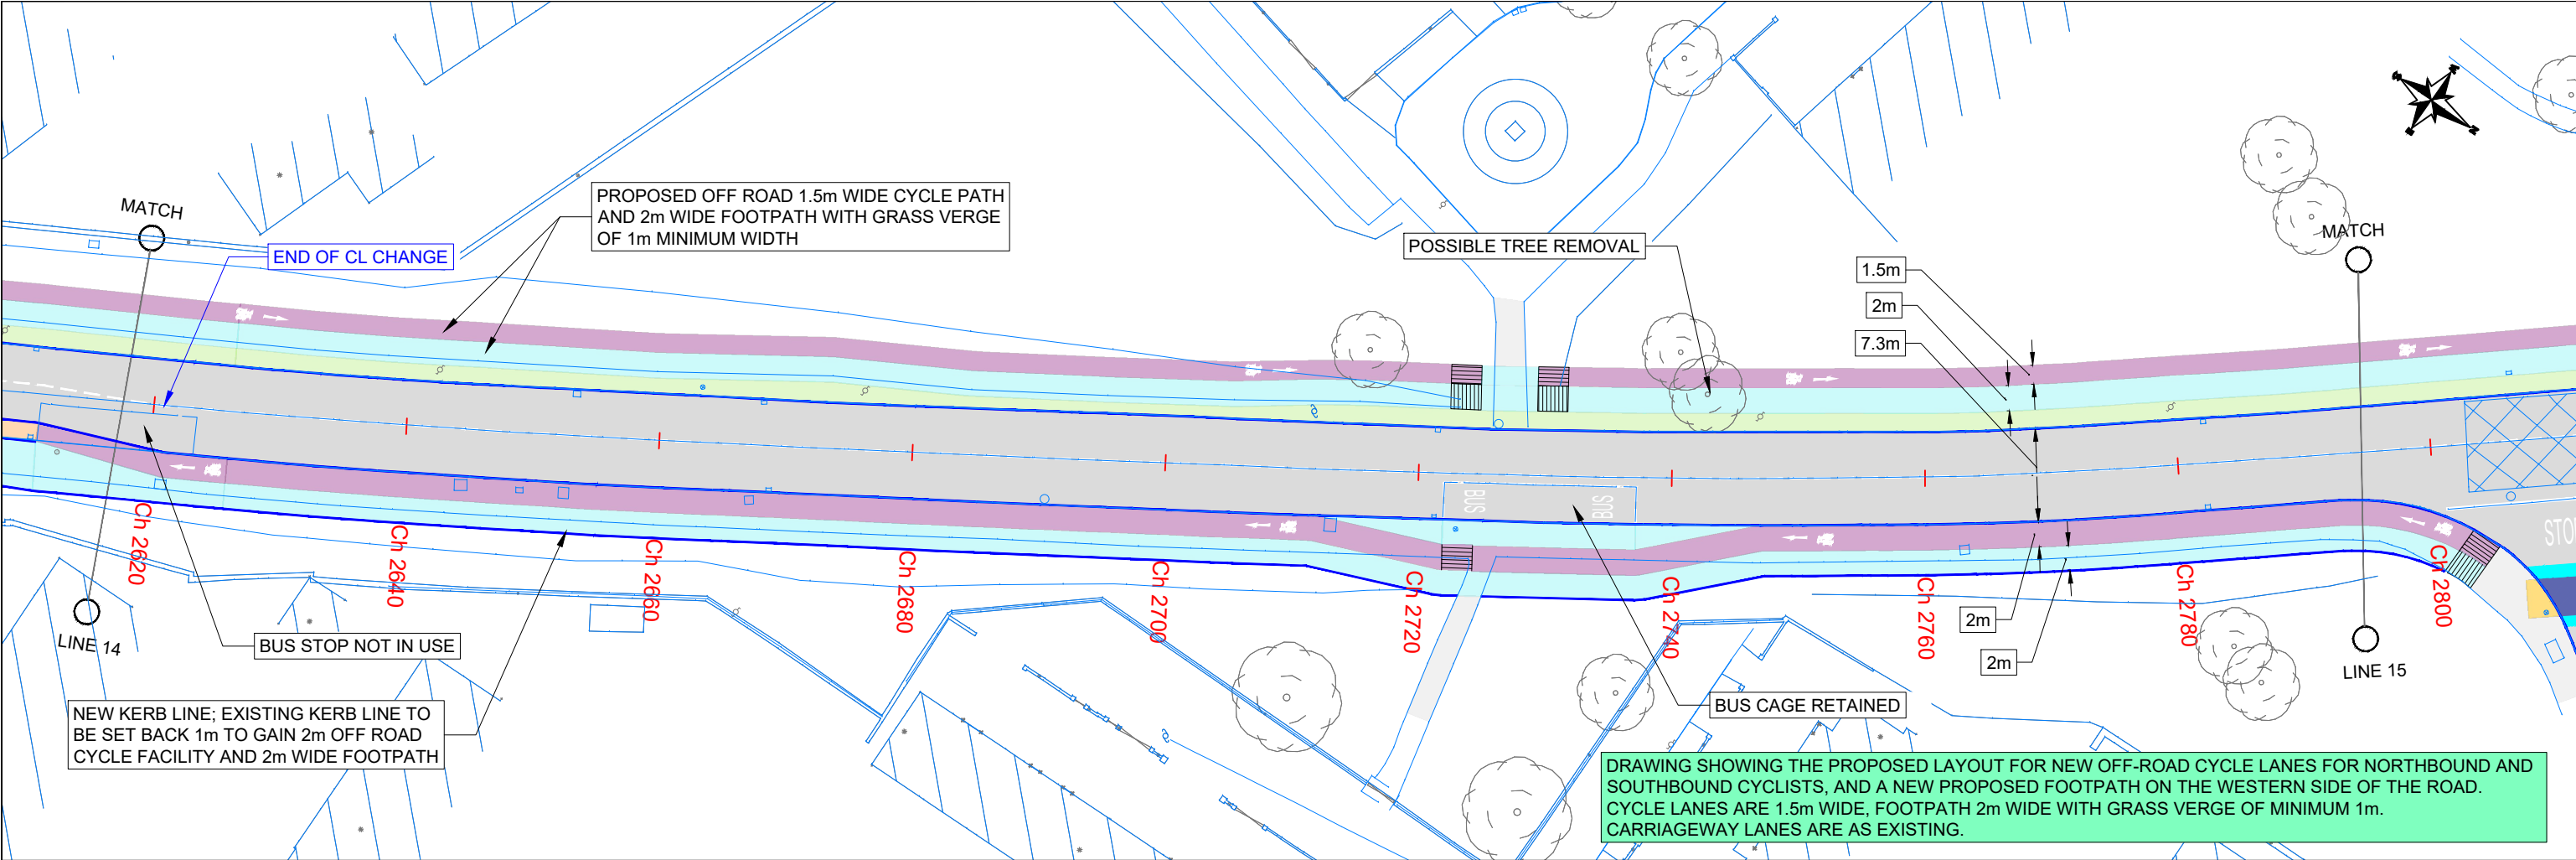 MATCH
END OF CL CHANGE
PROPOSED OFF ROAD 1.5m WIDE CYCLE PATH
AND 2m WIDE FOOTPATH WITH GRASS VERGE
OF 1m MINIMUM WIDTH
POSSIBLE TREE REMOVAL
1.5m
2m
7.3m
MATCH
BUS
BUS
STO
Ch 2620
Ch 2640
Ch 2660
Ch 2680
Ch 2700
Ch 2720
Ch 2740
Ch 2760
Ch 2780
Ch 2800
2m
2m
LINE 14
LINE 15
BUS STOP NOT IN USE
BUS CAGE RETAINED
NEW KERB LINE; EXISTING KERB LINE TO
BE SET BACK 1m TO GAIN 2m OFF ROAD
CYCLE FACILITY AND 2m WIDE FOOTPATH
DRAWING SHOWING THE PROPOSED LAYOUT FOR NEW OFF-ROAD CYCLE LANES FOR NORTHBOUND AND
SOUTHBOUND CYCLISTS, AND A NEW PROPOSED FOOTPATH ON THE WESTERN SIDE OF THE ROAD.
CYCLE LANES ARE 1.5m WIDE, FOOTPATH 2m WIDE WITH GRASS VERGE OF MINIMUM 1m.
CARRIAGEWAY LANES ARE AS EXISTING.